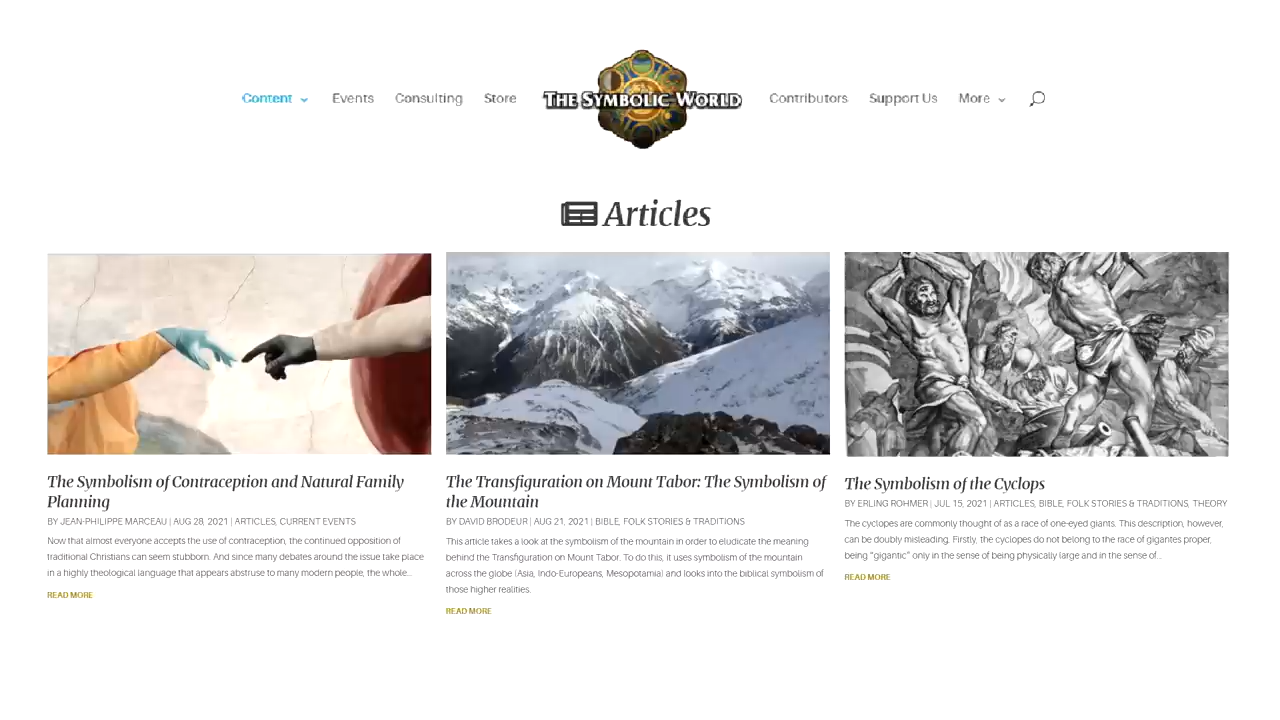 Content
Events
Consulting
Store
THE SYMBOLIC WORLD
Contributors
Support Us
More
Articles
The Symbolism of Contraception and Natural Family
Planning
BY JEAN-PHILIPPE MARCEAU | AUG 28, 2021 | ARTICLES, CURRENT EVENTS
Now that almost everyone accepts the use of contraception, the continued opposition of
traditional Christians can seem stubborn. And since many debates around the issue take place
in a highly theological language that appears abstruse to many modern people, the whole...
READ MORE
The Transfiguration on Mount Tabor: The Symbolism of
the Mountain
BY DAVID BRODEUR | AUG 21, 2021 | BIBLE, FOLK STORIES & TRADITIONS
This article takes a look at the symbolism of the mountain in order to elucidate the meaning
behind the Transfiguration on Mount Tabor. To do this, it uses symbolism of the mountain
across the globe (Asia, Indo-Europeans, Mesopotamia) and looks into the biblical symbolism of
those higher realities.
READ MORE
The Symbolism of the Cyclops
BY ERLING ROHMER | JUL 15, 2021 | ARTICLES, BIBLE, FOLK STORIES & TRADITIONS, THEORY
The cyclopes are commonly thought of as a race of one-eyed giants. This description, however,
can be doubly misleading. Firstly, the cyclopes do not belong to the race of gigantes proper,
being “gigantic” only in the sense of being physically large and in the sense of...
READ MORE